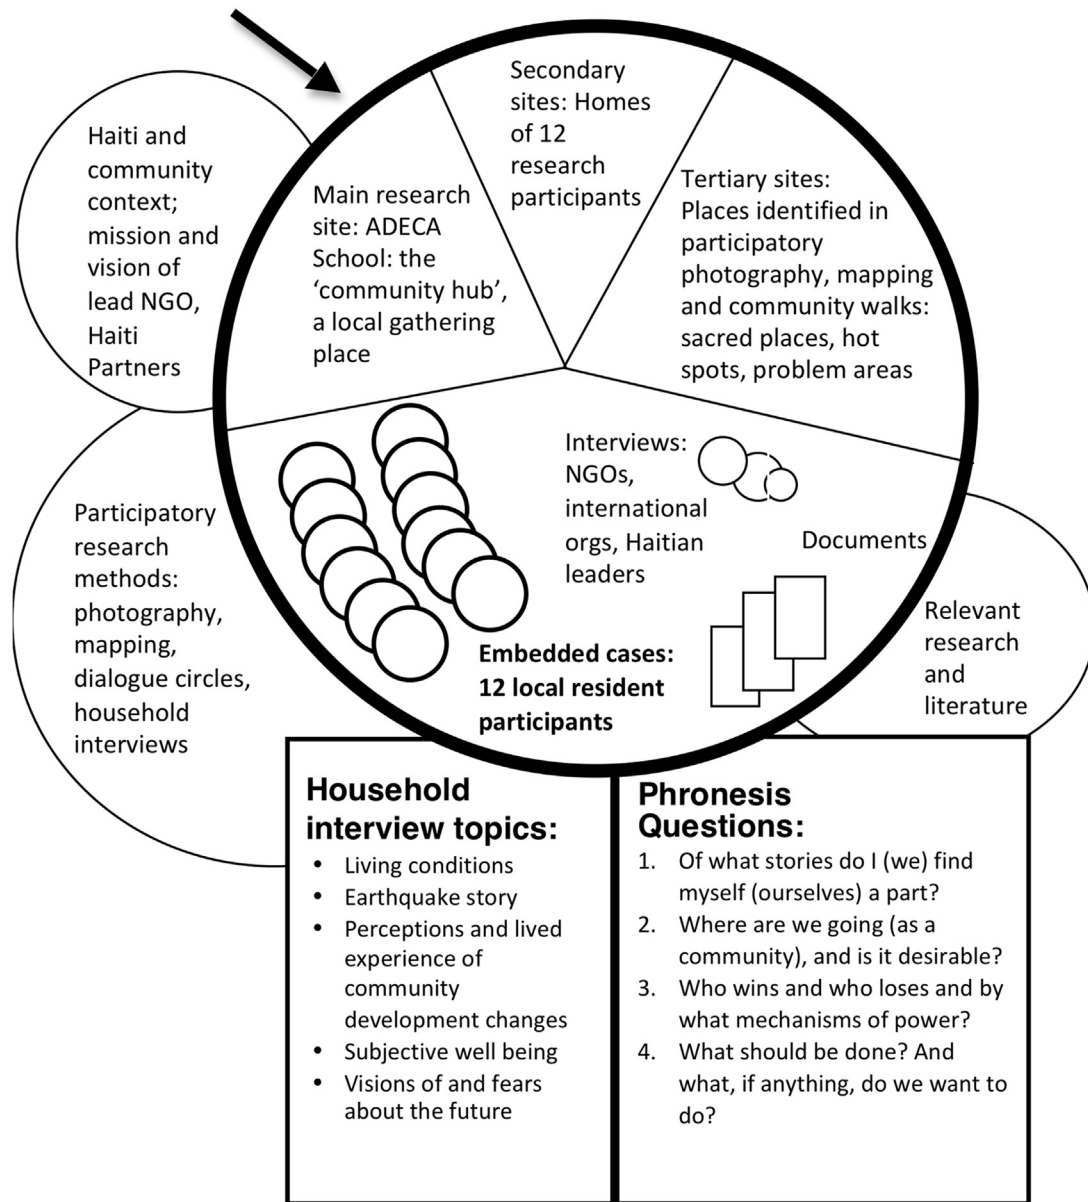 Haiti and
community
context;
mission and
vision of
lead NGO,
Haiti
Partners
Main research
site: ADECA
School: the
‘community hub’,
a local gathering
place
Secondary
sites: Homes
of 12
research
participants
Tertiary sites:
Places identified in
participatory
photography, mapping
and community walks:
sacred places, hot
spots, problem areas
Participatory
research
methods:
photography,
mapping,
dialogue circles,
household
interviews
Interviews:
NGOs,
international
orgs, Haitian
leaders
Documents
Embedded cases:
12 local resident
participants
Relevant
research
and
literature
Household
interview topics:
• Living conditions
• Earthquake story
• Perceptions and lived
experience of
community
development changes
• Subjective well being
• Visions of and fears
about the future
Phronesis
Questions:
1. Of what stories do I (we) find
myself (ourselves) a part?
2. Where are we going (as a
community), and is it desirable?
3. Who wins and who loses and by
what mechanisms of power?
4. What should be done? And
what, if anything, do we want to
do?